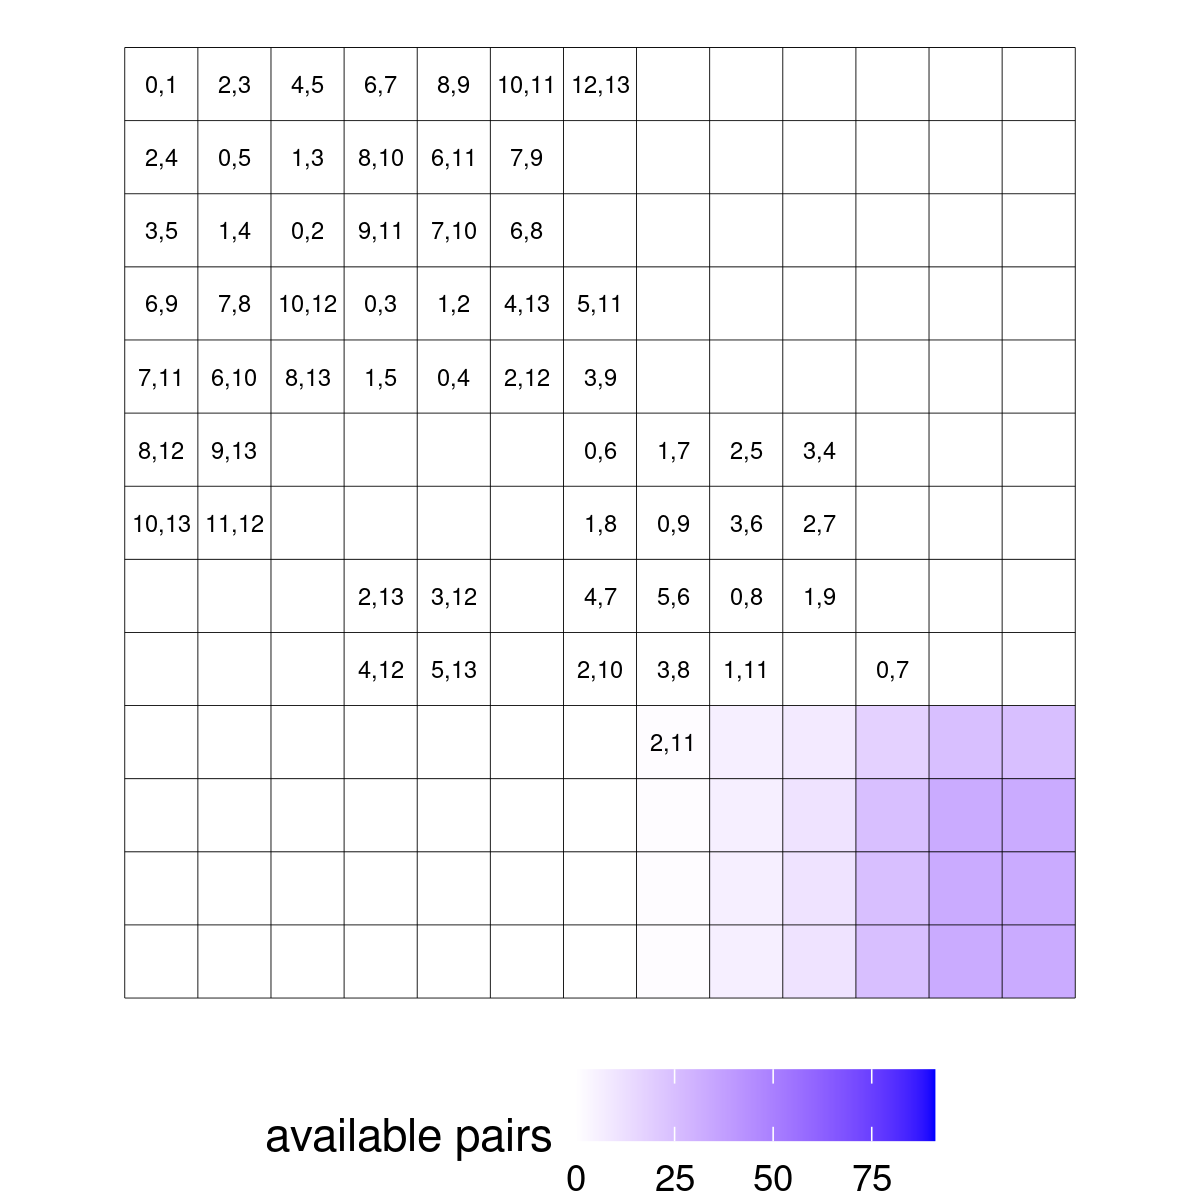 0,1 2,3 4,5 6,7 8,9 10,11 12,13
2,4 0,5 1,3 8,10 6,11 7,9
3,5 1,4 0,2 9,11 7,10 6,8
6,9 7,8 10,12 0,3 1,2 4,13 5,11
7,11 6,10 8,13 1,5 0,4 2,12 3,9
8,12 9,13 0,6 1,7 2,5 3,4
10,13 11,12 1,8 0,9 3,6 2,7
2,13 3,12 4,7 5,6 0,8 1,9
4,12 5,13 2,10 3,8 1,11 0,7
2,11
available pairs
0 25 50 75